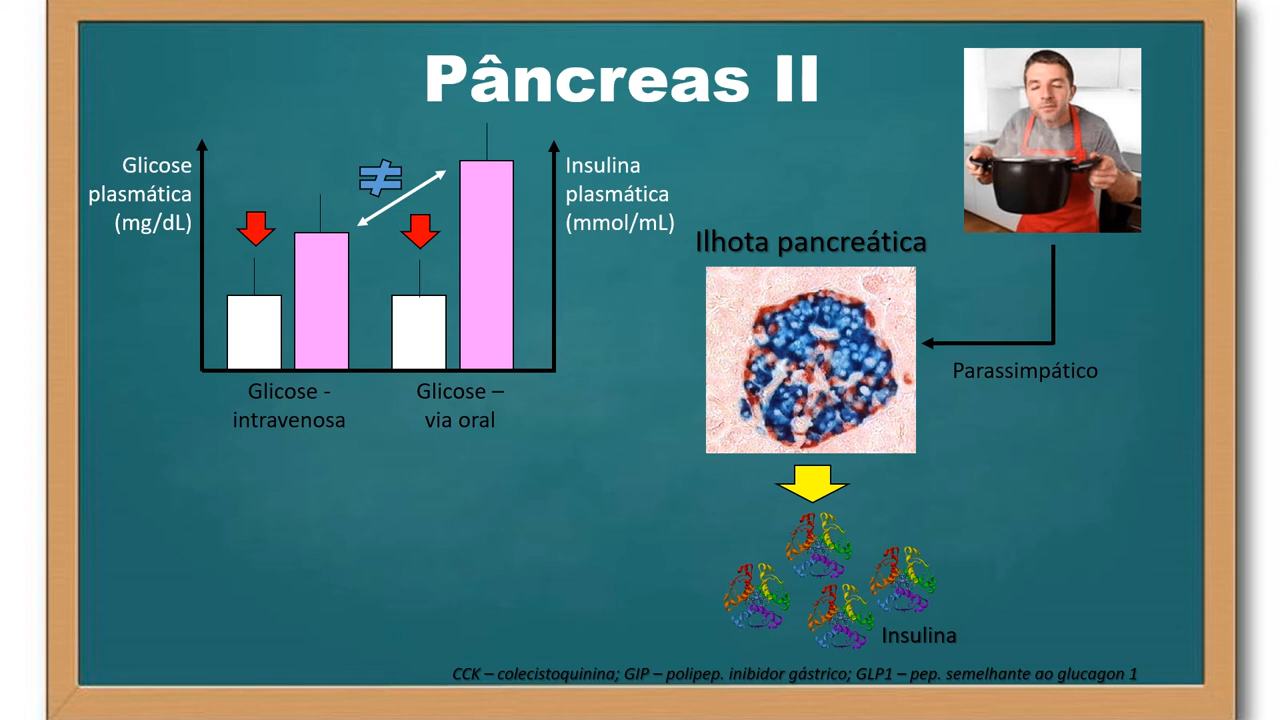 Pâncreas II
Glicose
plasmática
(mg/dL)
≠
Insulina
plasmática
(mmol/mL)
Glicose -
intravenosa
Glicose –
via oral
Ilhota pancreática
Parassimpático
Insulina
CCK – colecistoquinina; GIP – polipep. inibidor gástrico; GLP1 – pep. semelhante ao glucagon 1